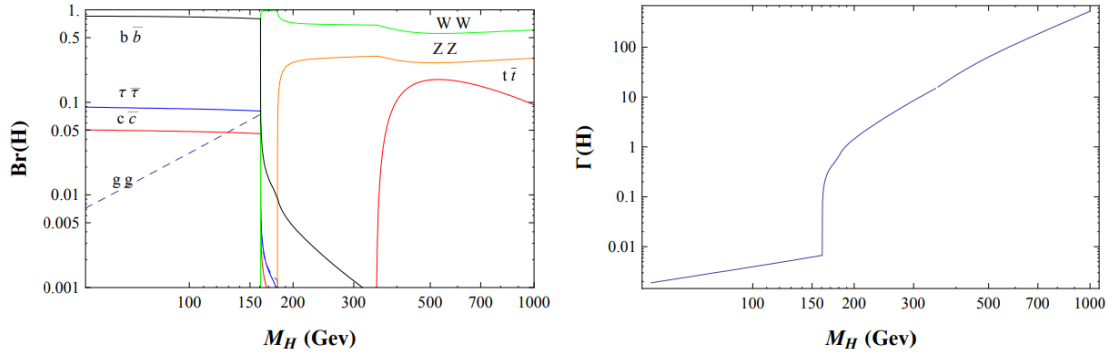 1.
0.5
0.1
0.05
0.01
0.005
0.001
Br(H)
b b̅
τ τ̅
c c̅
g g
W W
Z Z
t t̅
100 150 200 300 500 700 1000
M_H (Gev)
100
10
1
0.1
0.01
Γ(H)
100 150 200 300 500 700 1000
M_H (Gev)